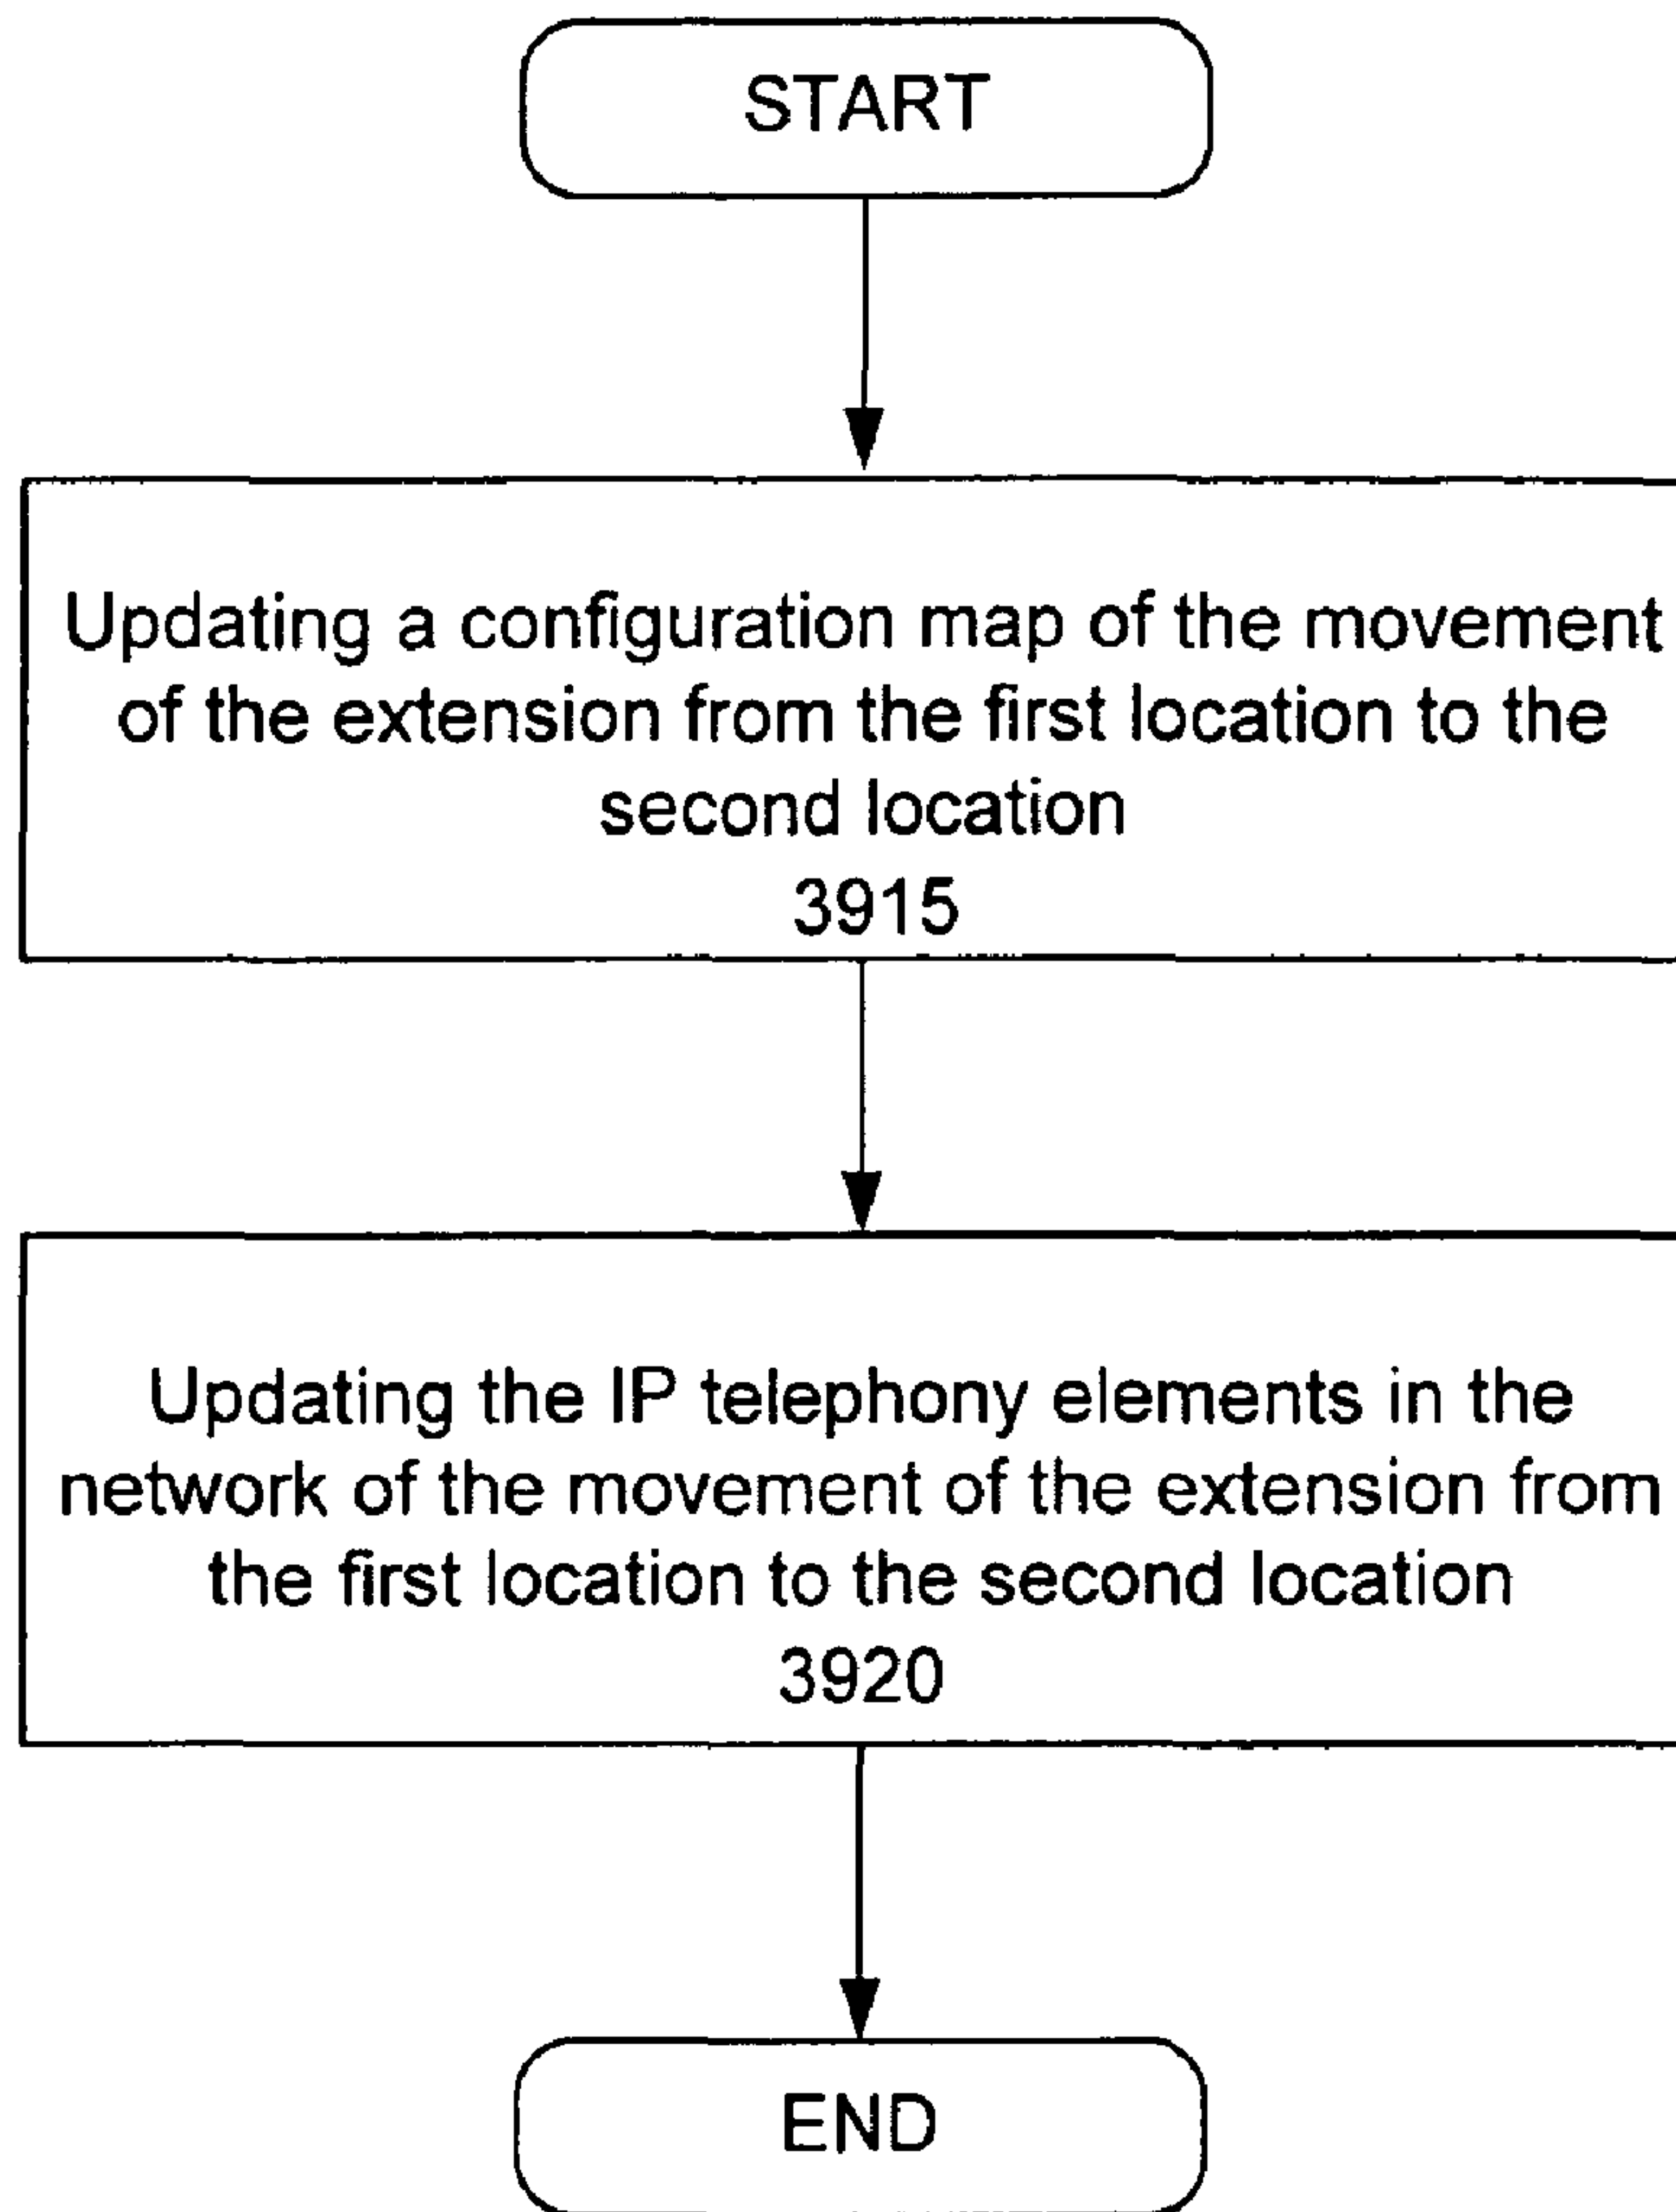 START
Updating a configuration map of the movement
of the extension from the first location to the
second location
3915
Updating the IP telephony elements in the
network of the movement of the extension from
the first location to the second location
3920
END